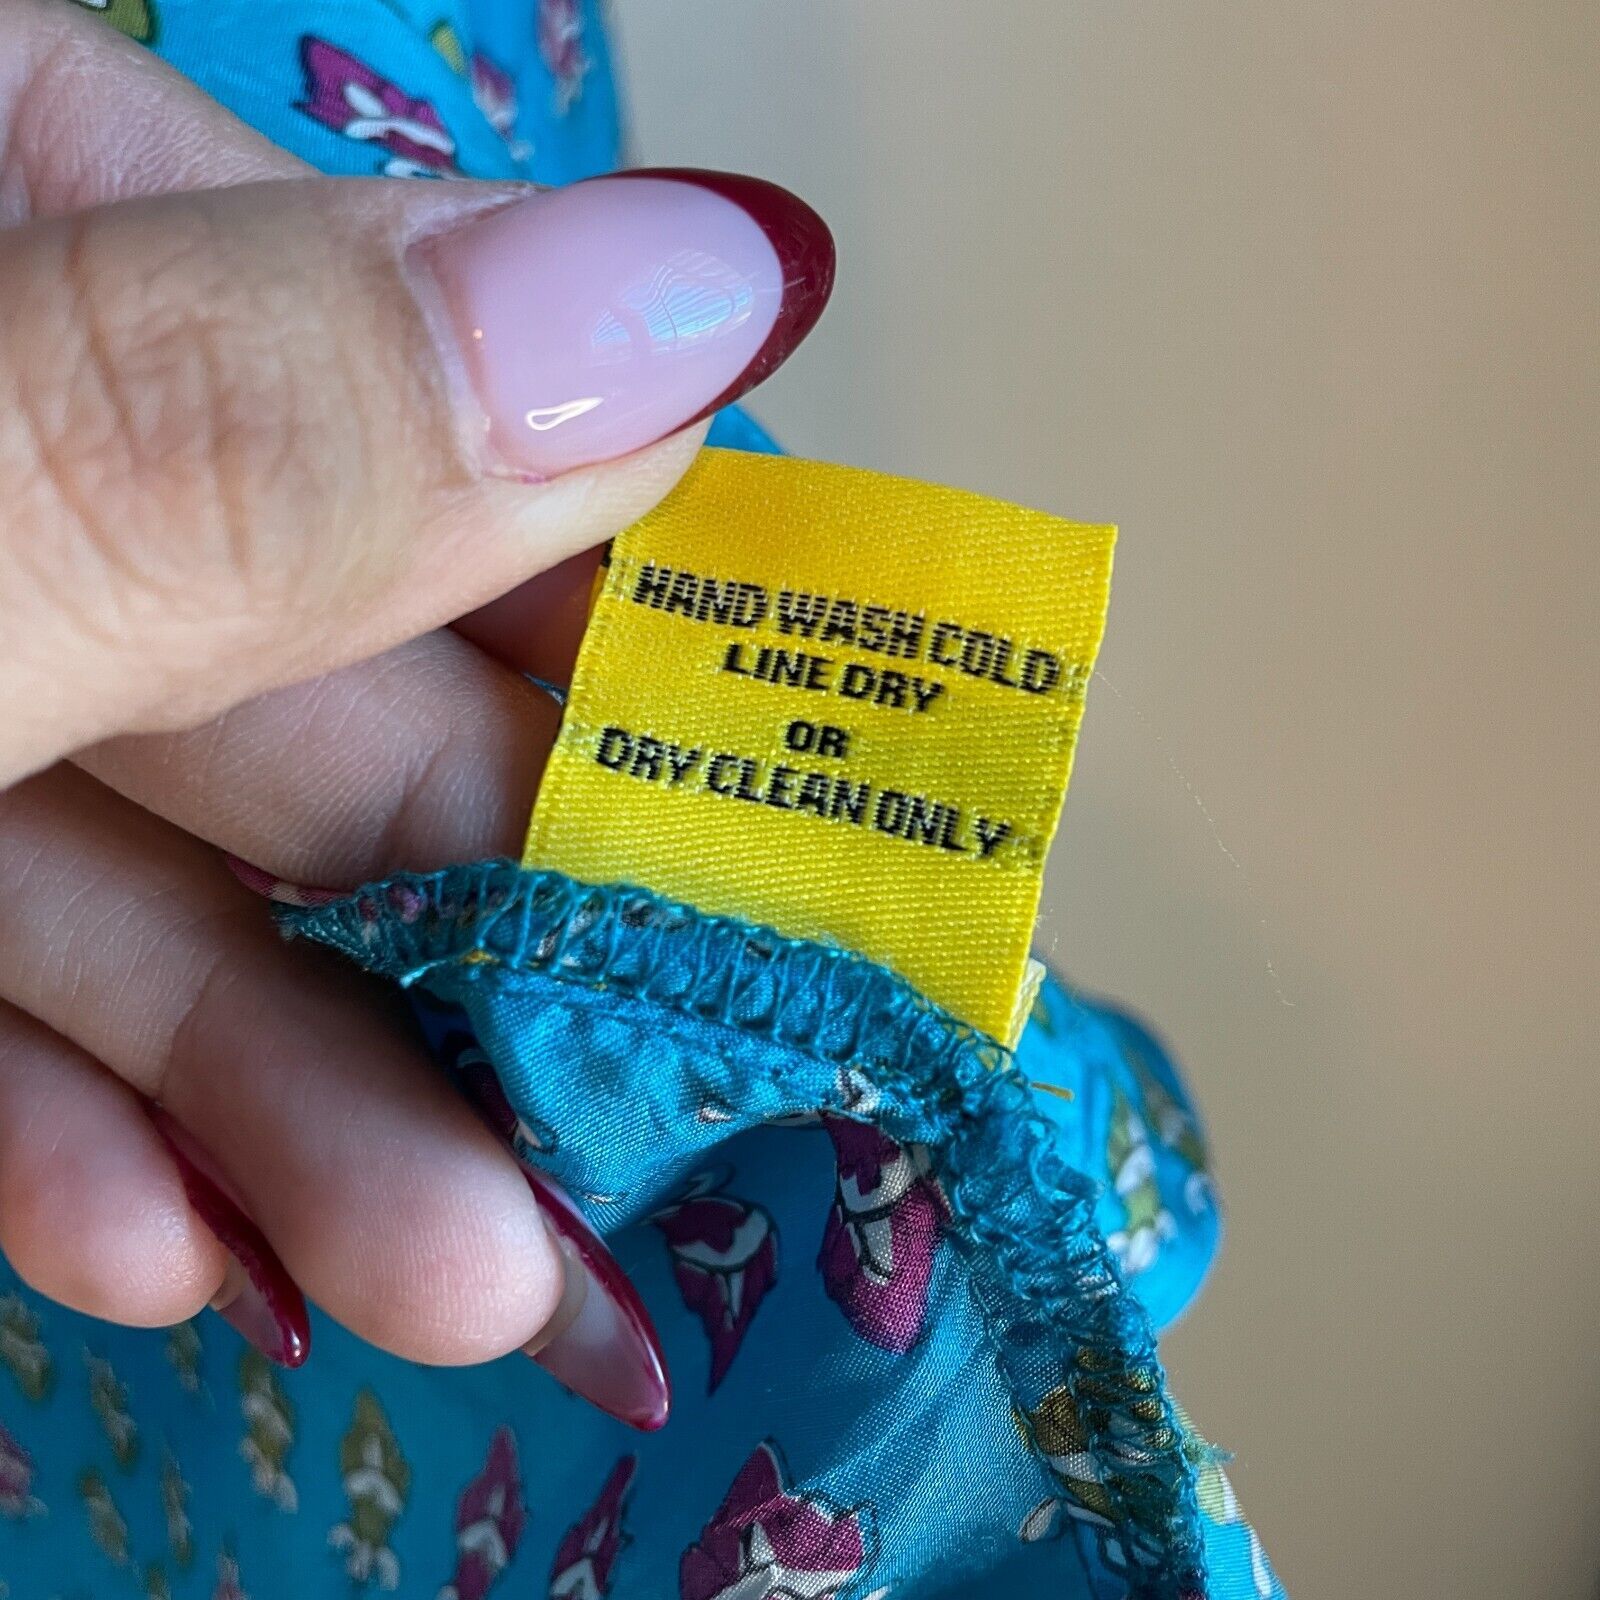 HAND WASH COLD
LINE DRY
OR
DRY CLEAN ONLY